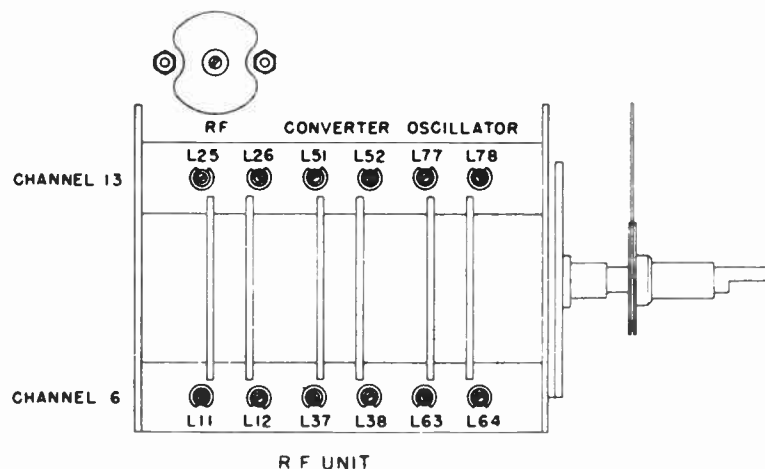 RF CONVERTER OSCILLATOR
L25 L26 L51 L52 L77 L78
CHANNEL 13
CHANNEL 6
L11 L12 L37 L38 L63 L64
RF UNIT